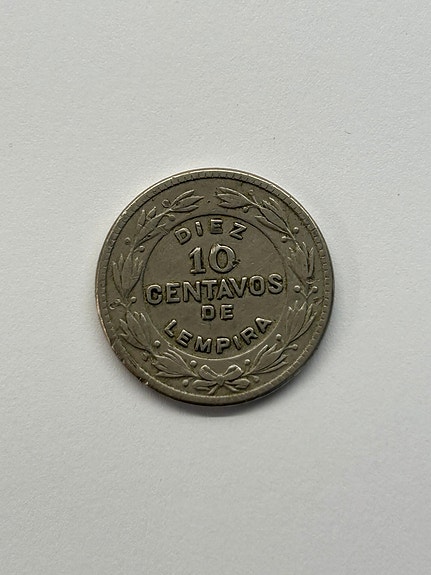 DIEZ
10
CENTAVOS
DE
LEMPIRA